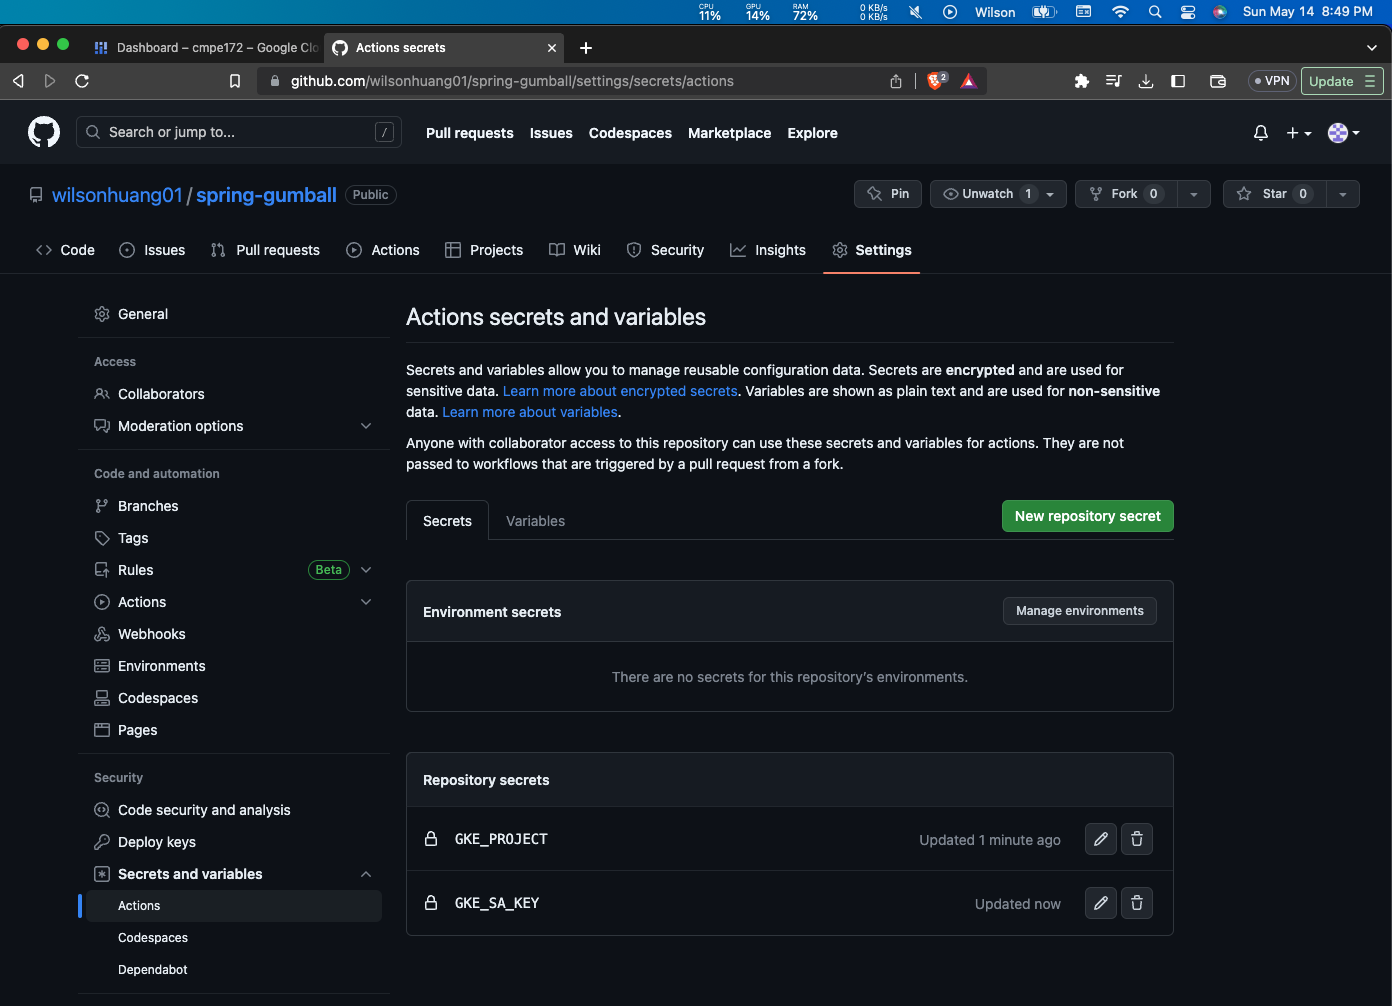 CPU 11% GPU 14% RAM 72% 0 KB/s 0 KB/s Wilson Sun May 14 8:49 PM
Dashboard – cmpe172 – Google Clo Actions secrets
github.com/wilsonhuang01/spring-gumball/settings/secrets/actions 2 VPN Update
Search or jump to... / Pull requests Issues Codespaces Marketplace Explore
wilsonhuang01 / spring-gumball Public Pin Unwatch 1 Fork 0 Star 0
Code Issues Pull requests Actions Projects Wiki Security Insights Settings
General
Access
Collaborators
Moderation options
Code and automation
Branches
Tags
Rules Beta
Actions
Webhooks
Environments
Codespaces
Pages
Security
Code security and analysis
Deploy keys
Secrets and variables
Actions
Codespaces
Dependabot
Actions secrets and variables
Secrets and variables allow you to manage reusable configuration data. Secrets are encrypted and are used for
sensitive data. Learn more about encrypted secrets. Variables are shown as plain text and are used for non-sensitive
data. Learn more about variables.
Anyone with collaborator access to this repository can use these secrets and variables for actions. They are not
passed to workflows that are triggered by a pull request from a fork.
Secrets Variables New repository secret
Environment secrets Manage environments
There are no secrets for this repository's environments.
Repository secrets
GKE_PROJECT Updated 1 minute ago
GKE_SA_KEY Updated now